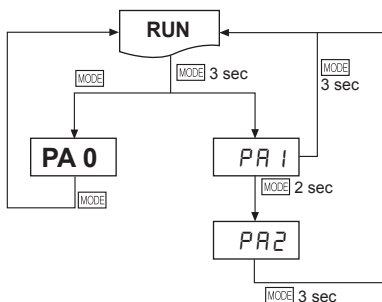 RUN
MODE
MODE 3 sec
MODE
3 sec
PA 0
PA 1
MODE 2 sec
MODE
PA2
MODE 3 sec